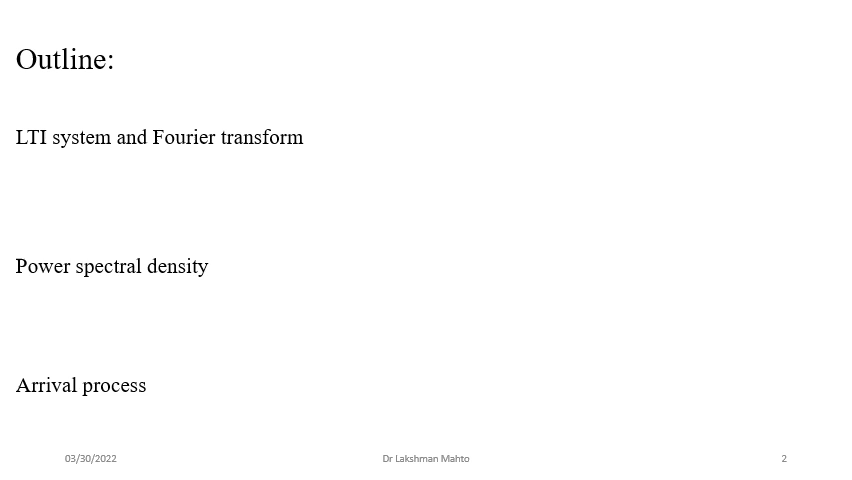 Outline:
LTI system and Fourier transform
Power spectral density
Arrival process
03/30/2022
Dr Lakshman Mahto
2